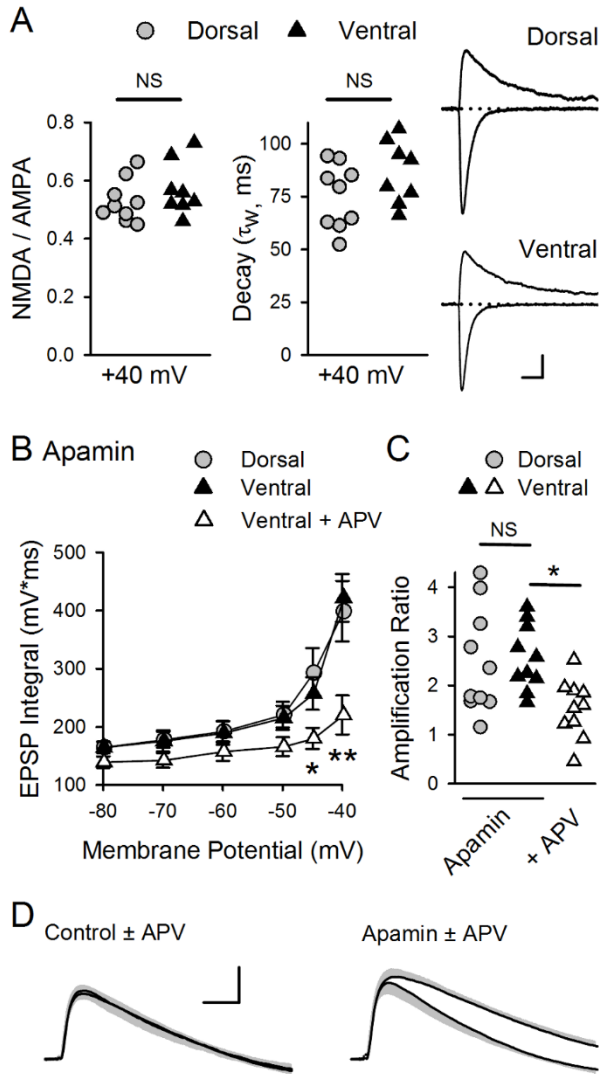 A
Dorsal Ventral
Dorsal
NS NS
NMDA / AMPA
0.8
0.6
0.4
0.2
0.0
+40 mV
Decay (τw, ms)
100
75
50
25
0
+40 mV
Ventral
B Apamin
Dorsal
Ventral
Ventral + APV
EPSP Integral (mV*ms)
500
400
300
200
100
* **
-80 -70 -60 -50 -40
Membrane Potential (mV)
C
Dorsal
Ventral
NS
*
Amplification Ratio
4
3
2
1
0
Apamin
+ APV
D
Control ± APV
Apamin ± APV